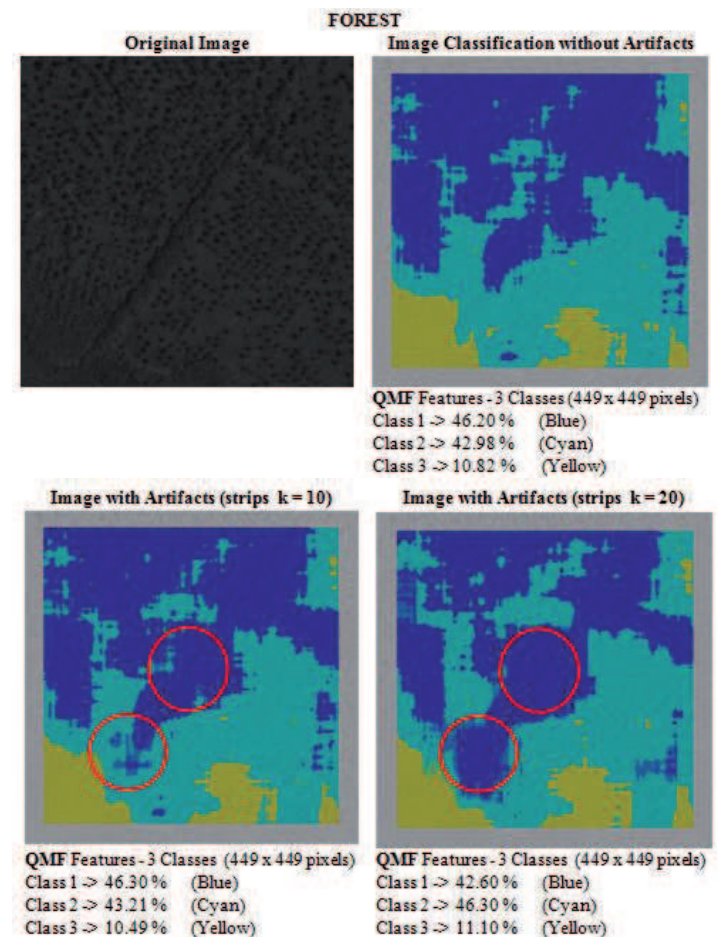 FOREST
Original Image
Image Classification without Artifacts
QMF Features - 3 Classes (449 x 449 pixels)
Class 1 -> 46.20 % (Blue)
Class 2 -> 42.98 % (Cyan)
Class 3 -> 10.82 % (Yellow)
Image with Artifacts (strips k = 10)
Image with Artifacts (strips k = 20)
QMF Features - 3 Classes (449 x 449 pixels)
Class 1 -> 46.30 % (Blue)
Class 2 -> 43.21 % (Cyan)
Class 3 -> 10.49 % (Yellow)
QMF Features - 3 Classes (449 x 449 pixels)
Class 1 -> 42.60 % (Blue)
Class 2 -> 46.30 % (Cyan)
Class 3 -> 11.10 % (Yellow)